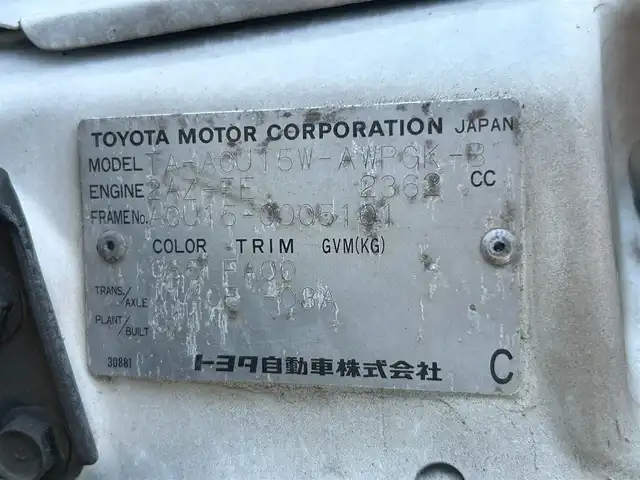 TOYOTA MOTOR CORPORATION JAPAN
MODEL TA-ACU15W-AWPGK-B
ENGINE 2AZ-FE 2362 CC
FRAME No. ACU15-
COLOR TRIM GVM(KG)
TRANS./AXLE
PLANT/BUILT
30881 トヨタ自動車株式会社 C